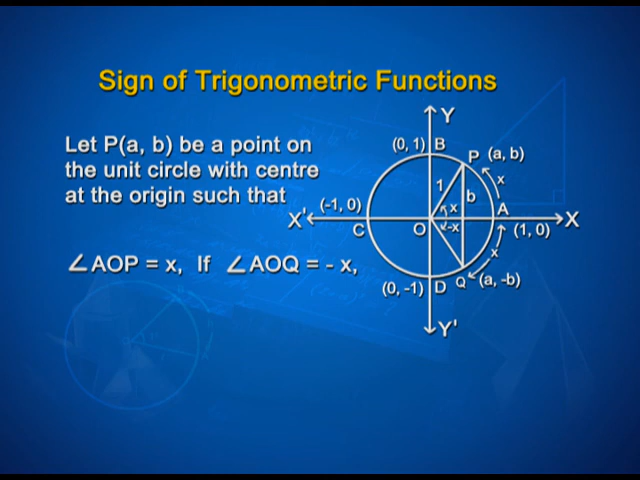 Sign of Trigonometric Functions
Let P(a, b) be a point on
the unit circle with centre
at the origin such that
∠AOP = x, If ∠AOQ = - x,
Y
(0, 1) B
P (a, b)
1
b
x
x
(-1, 0)
A
X'
X
-x
C
O
(1, 0)
x
(0, -1) D Q (a, -b)
Y'